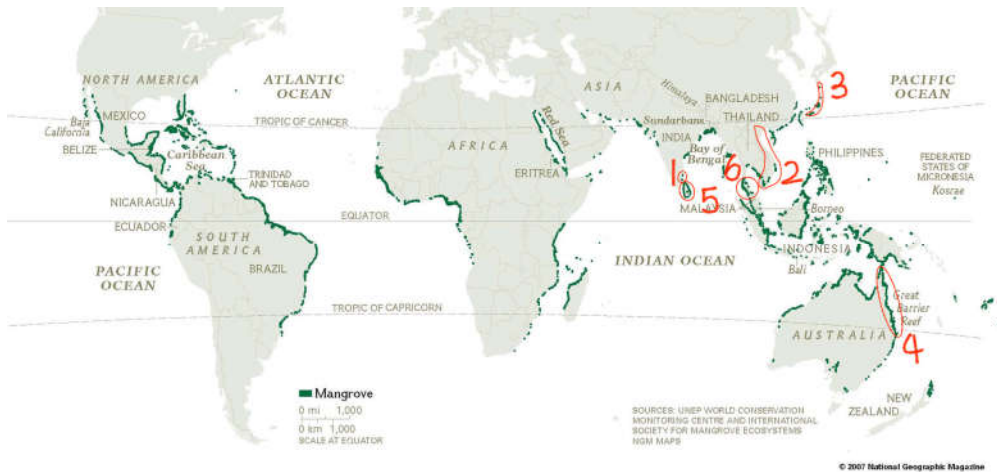 NORTH AMERICA
ATLANTIC
OCEAN
ASIA
Himalaya
PACIFIC
OCEAN
3
MEXICO
Baja
California
TROPIC OF CANCER
BELIZE
Caribbean
Sea
TRINIDAD
AND TOBAGO
NICARAGUA
ECUADOR
SOUTH
AMERICA
BRAZIL
PACIFIC
OCEAN
EQUATOR
TROPIC OF CAPRICORN
AFRICA
Red Sea
ERITREA
BANGLADESH
THAILAND
Sundarbans
INDIA
Bay of
Bengal
PHILIPPINES
FEDERATED
STATES OF
MICRONESIA
Kosrae
1
6
2
5
MALAYSIA
Borneo
INDIAN OCEAN
INDONESIA
Bali
Great
Barrier
Reef
AUSTRALIA
4
NEW
ZEALAND
Mangrove
0 mi 1,000
0 km 1,000
SCALE AT EQUATOR
SOURCES: UNEP WORLD CONSERVATION
MONITORING CENTRE AND INTERNATIONAL
SOCIETY FOR MANGROVE ECOSYSTEMS
NGM MAPS
© 2007 National Geographic Magazine